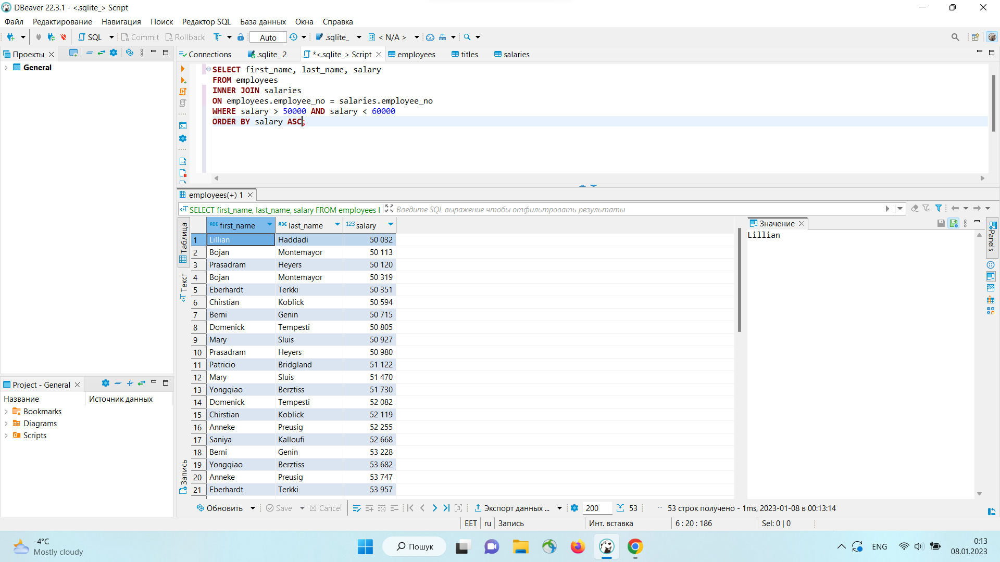 DBeaver 22.3.1 - <.sqlite_> Script
Файл Редактирование Навигация Поиск Редактор SQL База данных Окна Справка
SQL Commit Rollback Auto .sqlite_ < N/A >
Проекты
General
Connections .sqlite_ 2 *<.sqlite_> Script employees titles salaries
SELECT first_name, last_name, salary
FROM employees
INNER JOIN salaries
ON employees.employee_no = salaries.employee_no
WHERE salary > 50000 AND salary < 60000
ORDER BY salary ASC;
employees(+) 1
SELECT first_name, last_name, salary FROM employees I Введите SQL выражение чтобы отфильтровать результаты
Таблица
Текст
Запись
ABC first_name ABC last_name 123 salary
1 Lillian Haddadi 50 032
2 Bojan Montemayor 50 113
3 Prasadram Heyers 50 120
4 Bojan Montemayor 50 319
5 Eberhardt Terkki 50 351
6 Chirstian Koblick 50 594
7 Berni Genin 50 715
8 Domenick Tempesti 50 805
9 Mary Sluis 50 927
10 Prasadram Heyers 50 980
11 Patricio Bridgland 51 122
12 Mary Sluis 51 470
13 Yongqiao Berztiss 51 730
14 Domenick Tempesti 52 082
15 Chirstian Koblick 52 119
16 Anneke Preusig 52 255
17 Saniya Kalloufi 52 668
18 Berni Genin 53 228
19 Yongqiao Berztiss 53 682
20 Anneke Preusig 53 747
21 Eberhardt Terkki 53 957
Значение
Lillian
Panels
Project - General
Название Источник данных
Bookmarks
Diagrams
Scripts
Обновить Save Cancel Экспорт данных ... 200 53 53 строк получено - 1ms, 2023-01-08 в 00:13:14
EET ru Запись Инт. вставка 6 : 20 : 186 Sel: 0 | 0
-4°C
Mostly cloudy
Пошук
ENG
0:13
08.01.2023